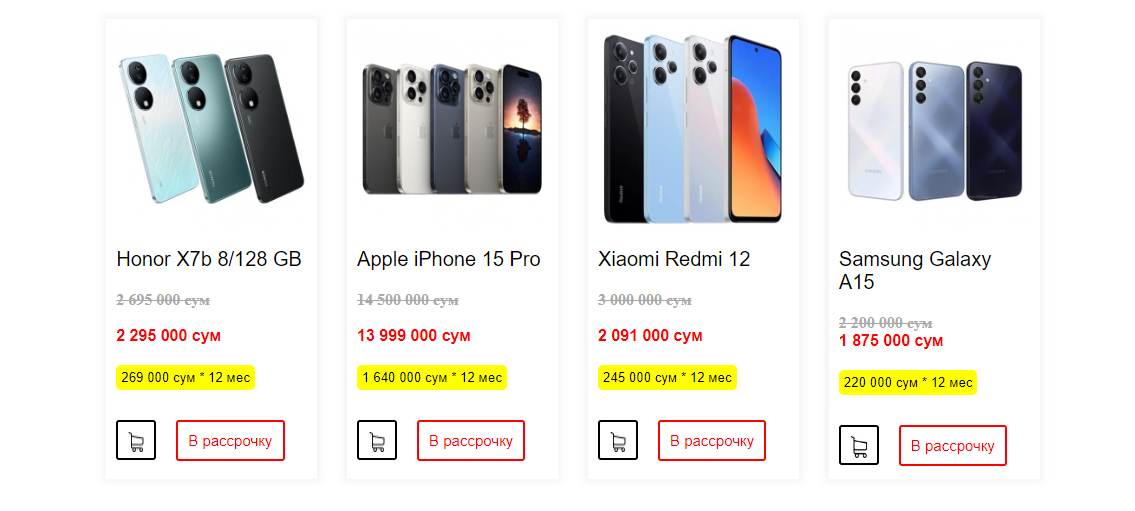 Honor X7b 8/128 GB
2 695 000 сум
2 295 000 сум
269 000 сум * 12 мес
В рассрочку
Apple iPhone 15 Pro
14 500 000 сум
13 999 000 сум
1 640 000 сум * 12 мес
В рассрочку
Xiaomi Redmi 12
3 000 000 сум
2 091 000 сум
245 000 сум * 12 мес
В рассрочку
Samsung Galaxy
A15
2 200 000 сум
1 875 000 сум
220 000 сум * 12 мес
В рассрочку